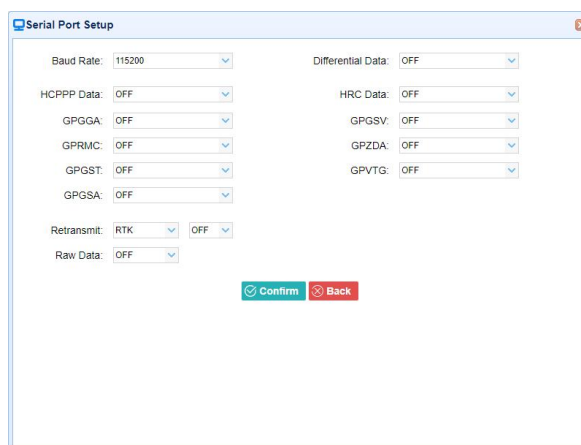 Serial Port Setup
Baud Rate: 115200 Differential Data: OFF
HCPPP Data: OFF HRC Data: OFF
GPGGA: OFF GPGSV: OFF
GPRMC: OFF GPZDA: OFF
GPGST: OFF GPVTG: OFF
GPGSA: OFF
Retransmit: RTK OFF
Raw Data: OFF
Confirm Back